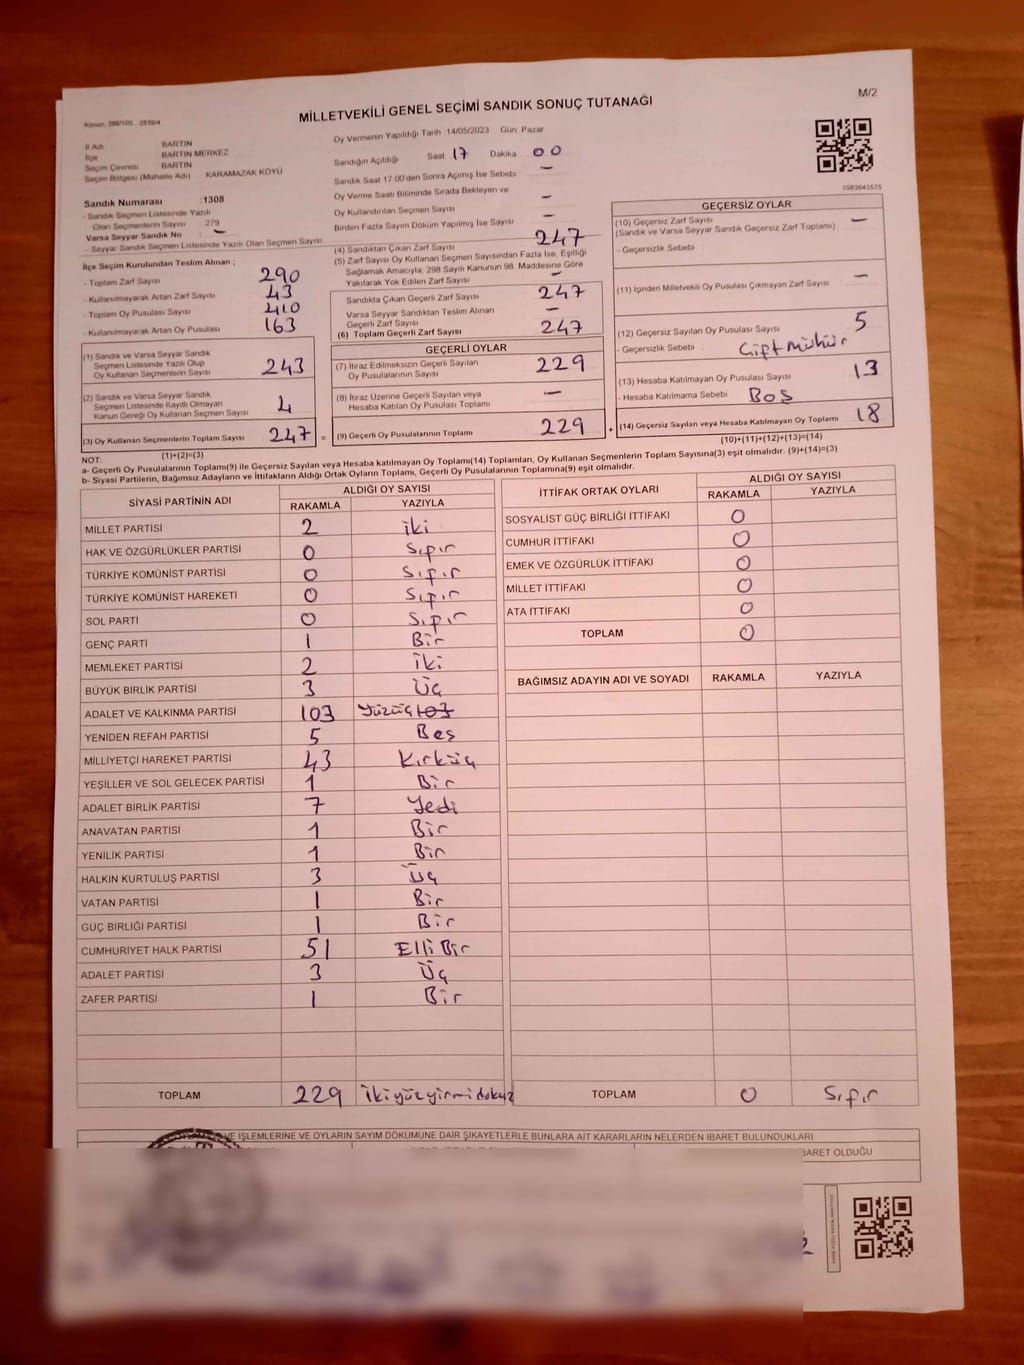 M/2
MİLLETVEKİLİ GENEL SEÇİMİ SANDIK SONUÇ TUTANAĞI
İl Adı BARTIN
İlçe BARTIN MERKEZ
Seçim Çevresi BARTIN
Seçim Bölgesi (Mahalle Adı) KARAMAZAK KÖYÜ
Sandık Numarası :1308
- Sandık Seçmen Listesinde Yazılı
Olan Seçmenlerin Sayısı 279
Varsa Seyyar Sandık No : –
- Seyyar Sandık Seçmen Listesinde Yazılı Olan Seçmen Sayısı
İlçe Seçim Kurulundan Teslim Alınan ;
- Toplam Zarf Sayısı 290
- Kullanılmayarak Artan Zarf Sayısı 43
- Toplam Oy Pusulası Sayısı 410
- Kullanılmayarak Artan Oy Pusulası 163
(1) Sandık ve Varsa Seyyar Sandık
Seçmen Listesinde Yazılı Olup
Oy Kullanan Seçmenlerin Sayısı 243
(2) Sandık ve Varsa Seyyar Sandık
Seçmen Listesinde Kaydı Olmayan
Kanun Gereği Oy Kullanan Seçmen Sayısı 4
(3) Oy Kullanan Seçmenlerin Toplam Sayısı 247 =
(1)+(2)=(3)
Oy Vermenin Yapıldığı Tarih 14/05/2023 Gün: Pazar
Sandığın Açıldığı Saat 17 Dakika 00
Sandık Saat 17:00'den Sonra Açılmış İse Sebebi : –
Oy Verme Saati Bitiminde Sırada Bekleyen ve
Oy Kullandırılan Seçmen Sayısı –
Birden Fazla Sayım Döküm Yapılmış İse Sayısı –
(4) Sandıktan Çıkan Zarf Sayısı 247
(5) Zarf Sayısı Oy Kullanan Seçmen Sayısından Fazla İse, Eşitliği
Sağlamak Amacıyla, 298 Sayılı Kanunun 98. Maddesine Göre
Yakılarak Yok Edilen Zarf Sayısı –
Sandıkta Çıkan Geçerli Zarf Sayısı 247
Varsa Seyyar Sandıktan Teslim Alınan
Geçerli Zarf Sayısı –
(6) Toplam Geçerli Zarf Sayısı 247
GEÇERLİ OYLAR
(7) İtiraz Edilmeksizin Geçerli Sayılan
Oy Pusulalarının Sayısı 229
(8) İtiraz Üzerine Geçerli Sayılan veya
Hesaba Katılan Oy Pusulası Toplamı –
(9) Geçerli Oy Pusulalarının Toplamı 229 +
1083643575
GEÇERSİZ OYLAR
(10) Geçersiz Zarf Sayısı –
(Sandık ve Varsa Seyyar Sandık Geçersiz Zarf Toplamı)
- Geçersizlik Sebebi :
(11) İçinden Milletvekili Oy Pusulası Çıkmayan Zarf Sayısı –
(12) Geçersiz Sayılan Oy Pusulası Sayısı 5
- Geçersizlik Sebebi : Çift Mühür
(13) Hesaba Katılmayan Oy Pusulası Sayısı 13
- Hesaba Katılmama Sebebi : Boş
(14) Geçersiz Sayılan veya Hesaba Katılmayan Oy Toplamı 18
(10)+(11)+(12)+(13)=(14)
NOT:
a- Geçerli Oy Pusulalarının Toplamı(9) ile Geçersiz Sayılan veya Hesaba katılmayan Oy Toplamı(14) Toplamları, Oy Kullanan Seçmenlerin Toplam Sayısına(3) eşit olmalıdır. (9)+(14)=(3)
b- Siyasi Partilerin, Bağımsız Adayların ve İttifakların Aldığı Ortak Oyların Toplamı, Geçerli Oy Pusulalarının Toplamına(9) eşit olmalıdır.
SİYASİ PARTİNİN ADI ALDIĞI OY SAYISI
RAKAMLA YAZIYLA
MİLLET PARTİSİ 2 iki
HAK VE ÖZGÜRLÜKLER PARTİSİ 0 Sıfır
TÜRKİYE KOMÜNİST PARTİSİ 0 Sıfır
TÜRKİYE KOMÜNİST HAREKETİ 0 Sıfır
SOL PARTİ 0 Sıfır
GENÇ PARTİ 1 Bir
MEMLEKET PARTİSİ 2 İki
BÜYÜK BİRLİK PARTİSİ 3 Üç
ADALET VE KALKINMA PARTİSİ 103 Yüzüç 103
YENİDEN REFAH PARTİSİ 5 Beş
MİLLİYETÇİ HAREKET PARTİSİ 43 Kırküç
YEŞİLLER VE SOL GELECEK PARTİSİ 1 Bir
ADALET BİRLİK PARTİSİ 7 Yedi
ANAVATAN PARTİSİ 1 Bir
YENİLİK PARTİSİ 1 Bir
HALKIN KURTULUŞ PARTİSİ 3 Üç
VATAN PARTİSİ 1 Bir
GÜÇ BİRLİĞİ PARTİSİ 1 Bir
CUMHURİYET HALK PARTİSİ 51 Elli Bir
ADALET PARTİSİ 3 Üç
ZAFER PARTİSİ 1 Bir
TOPLAM 229 ikiyüzyirmidokuz
İTTİFAK ORTAK OYLARI ALDIĞI OY SAYISI
RAKAMLA YAZIYLA
SOSYALİST GÜÇ BİRLİĞİ İTTİFAKI 0
CUMHUR İTTİFAKI 0
EMEK VE ÖZGÜRLÜK İTTİFAKI 0
MİLLET İTTİFAKI 0
ATA İTTİFAKI 0
TOPLAM 0
BAĞIMSIZ ADAYIN ADI VE SOYADI RAKAMLA YAZIYLA
TOPLAM 0 Sıfır
VE İŞLEMLERİNE VE OYLARIN SAYIM DÖKÜMÜNE DAİR ŞİKAYETLERLE BUNLARA AİT KARARLARIN NELERDEN İBARET BULUNDUKLARI
BARET OLDUĞU